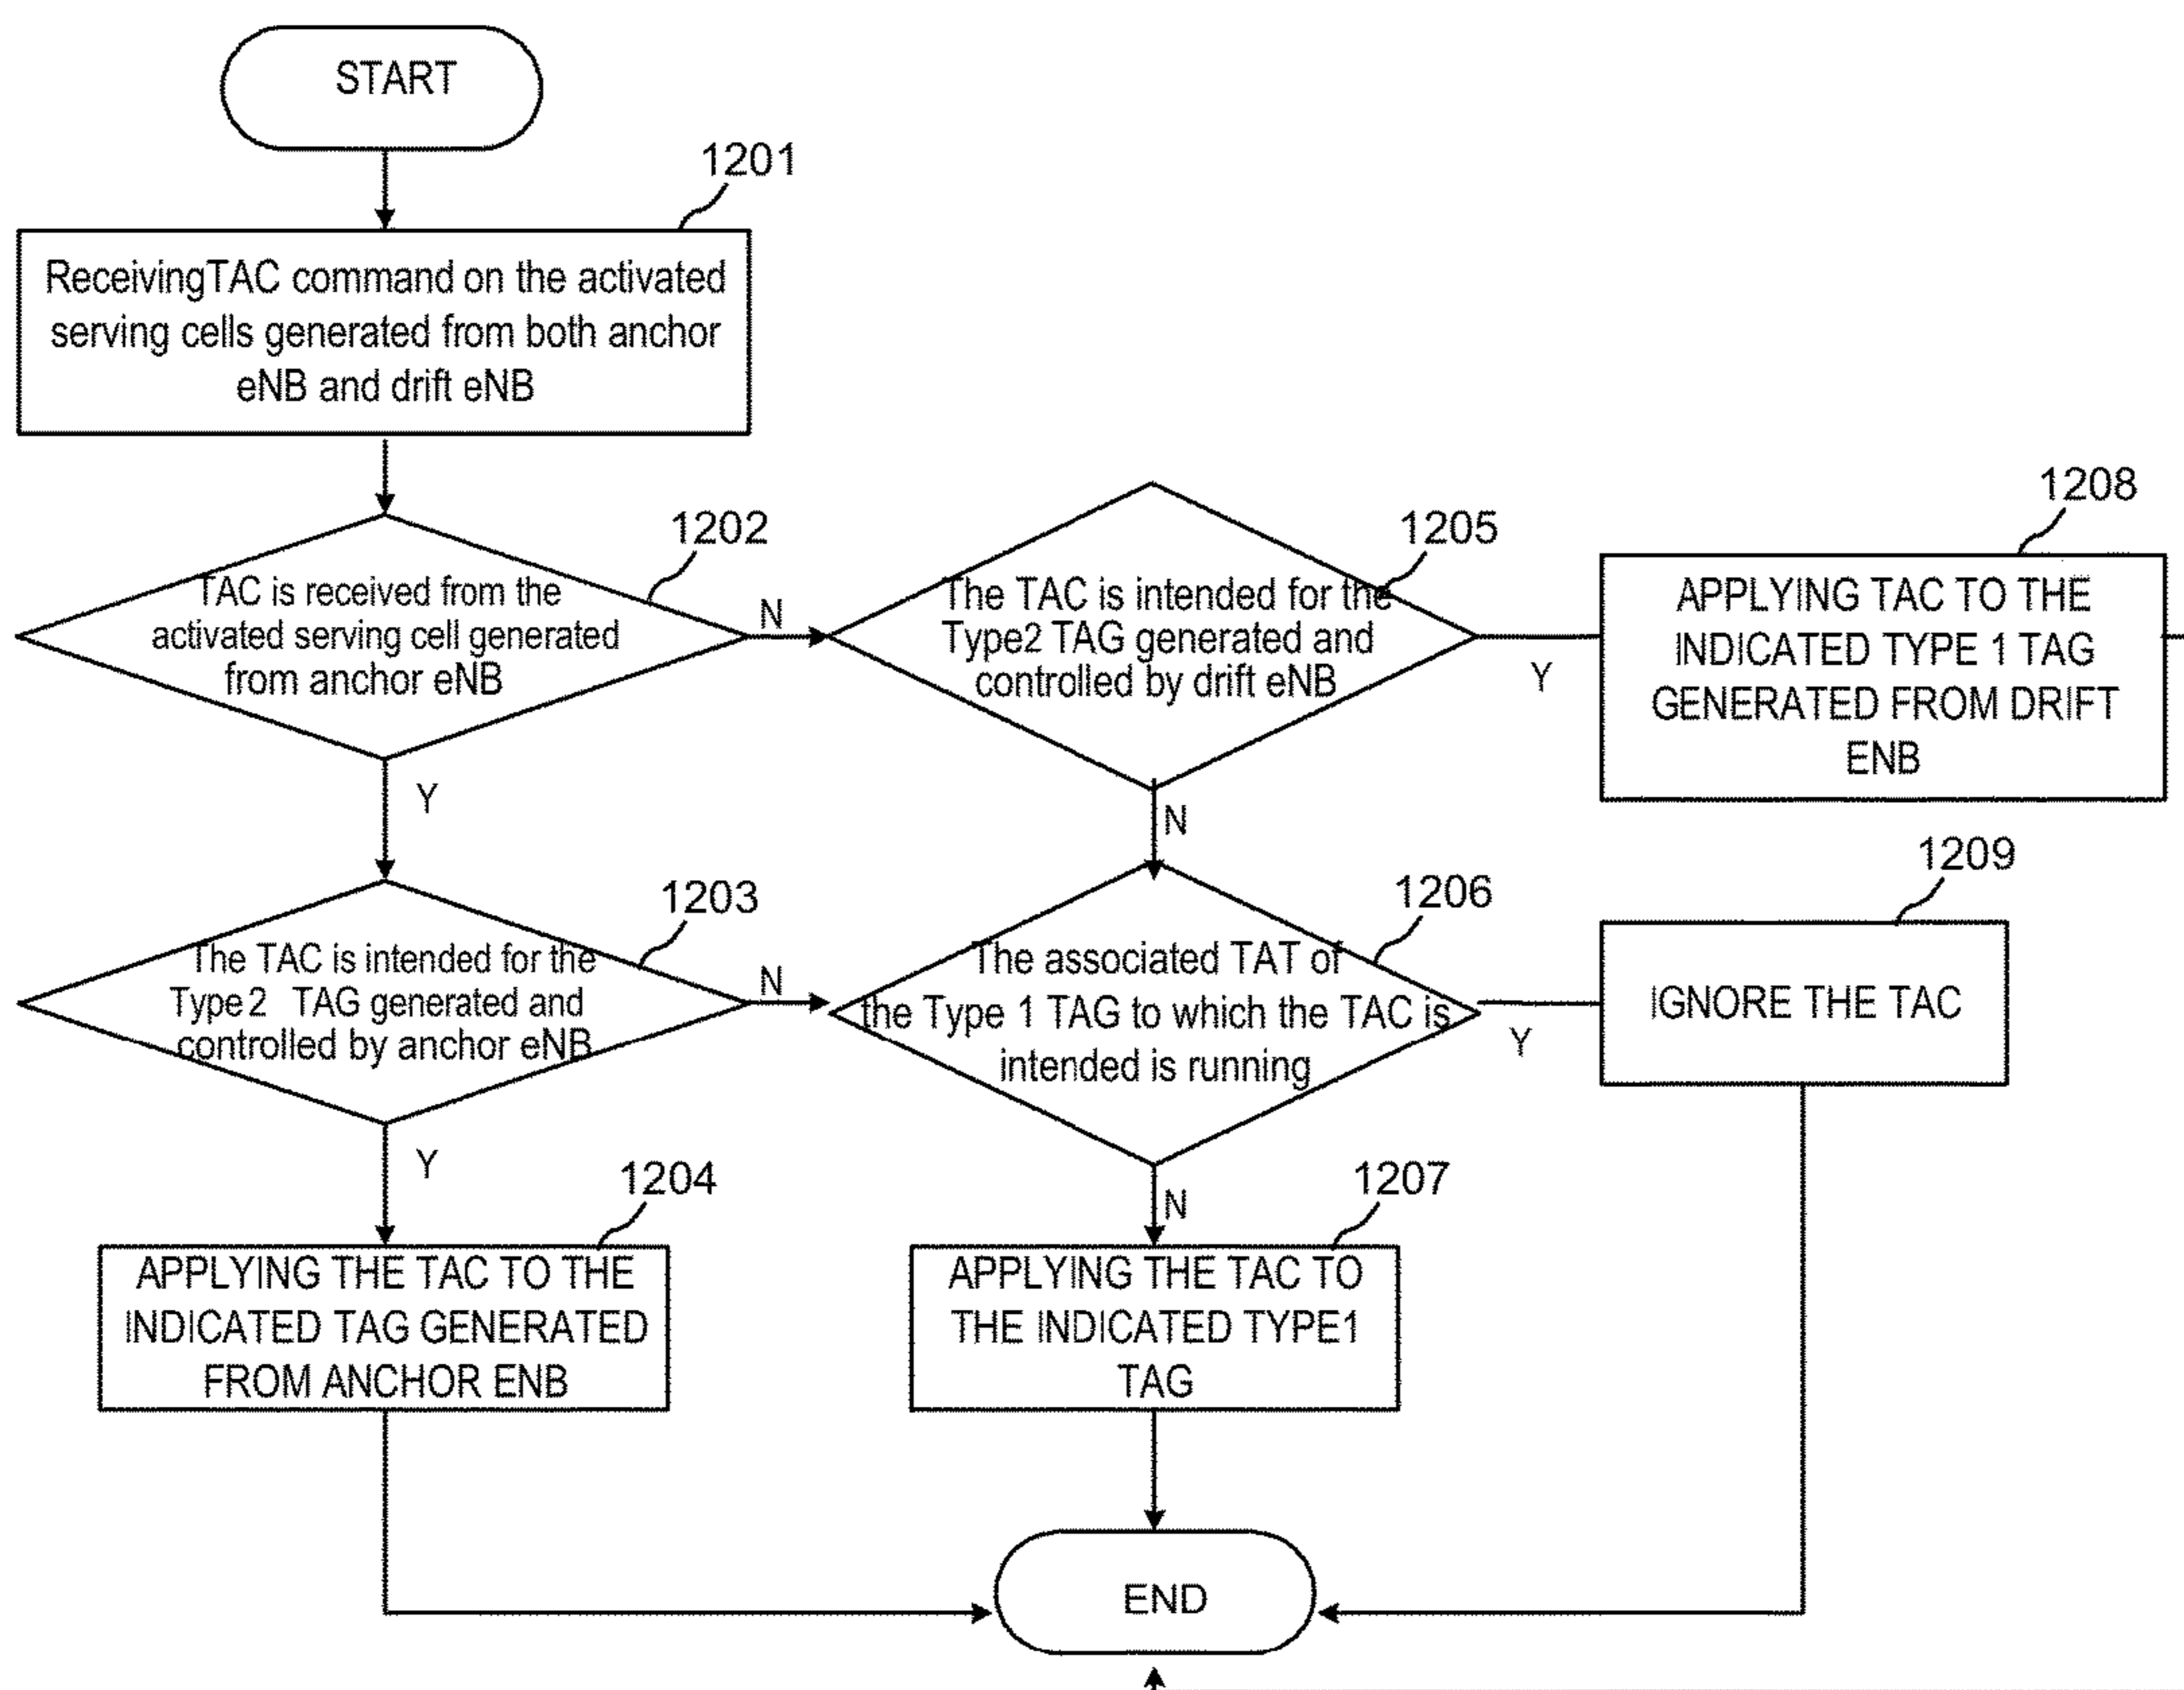 START
1201
ReceivingTAC command on the activated
serving cells generated from both anchor
eNB and drift eNB
1202
TAC is received from the
activated serving cell generated
from anchor eNB
N
Y
1205
The TAC is intended for the
Type2 TAG generated and
controlled by drift eNB
Y
N
1208
APPLYING TAC TO THE
INDICATED TYPE 1 TAG
GENERATED FROM DRIFT
ENB
1203
The TAC is intended for the
Type2 TAG generated and
controlled by anchor eNB
N
Y
1206
The associated TAT of
the Type 1 TAG to which the TAC is
intended is running
Y
N
1209
IGNORE THE TAC
1204
APPLYING THE TAC TO THE
INDICATED TAG GENERATED
FROM ANCHOR ENB
1207
APPLYING THE TAC TO
THE INDICATED TYPE1
TAG
END